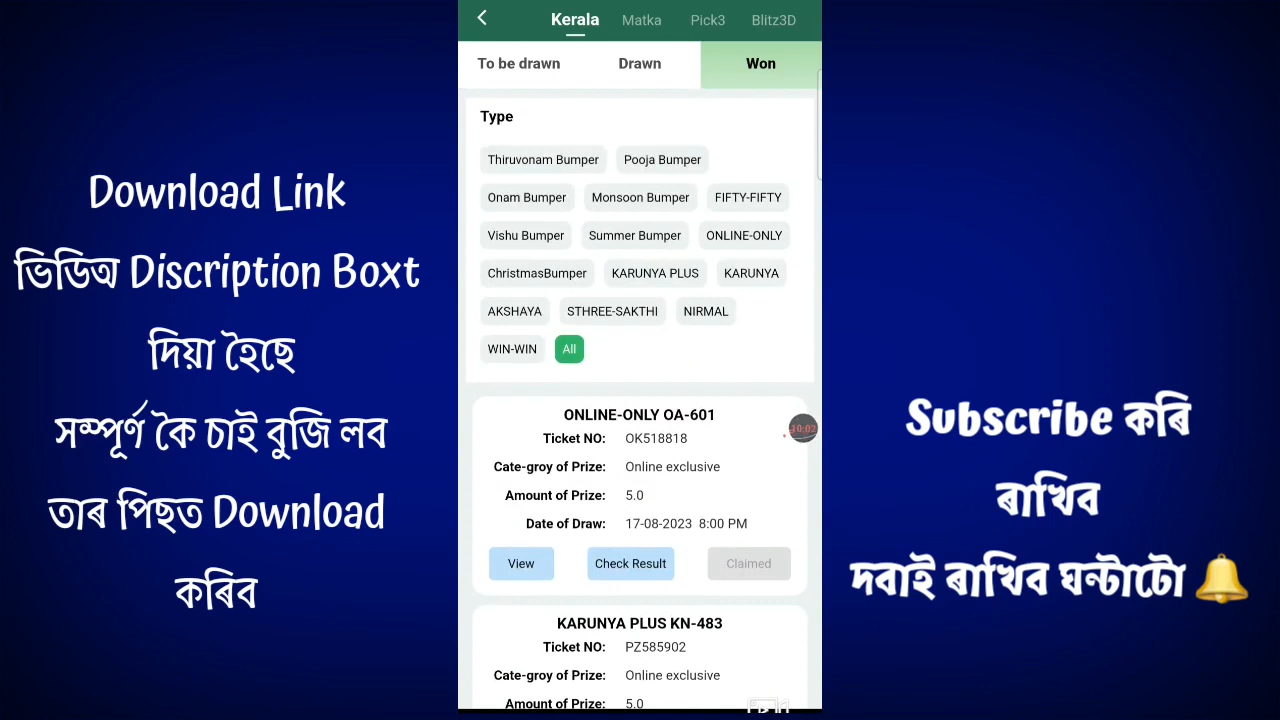 Download Link
ভিডিঅ' Discription Boxt
দিয়া হৈছে
সম্পূৰ্ণ কৈ চাই বুজি লব
তাৰ পিছত Download
কৰিব
Kerala Matka Pick3 Blitz3D
To be drawn Drawn Won
Type
Thiruvonam Bumper Pooja Bumper
Onam Bumper Monsoon Bumper FIFTY-FIFTY
Vishu Bumper Summer Bumper ONLINE-ONLY
ChristmasBumper KARUNYA PLUS KARUNYA
AKSHAYA STHREE-SAKTHI NIRMAL
WIN-WIN All
ONLINE-ONLY OA-601
Ticket NO: OK518818
Cate-groy of Prize: Online exclusive
Amount of Prize: 5.0
Date of Draw: 17-08-2023 8:00 PM
View Check Result Claimed
KARUNYA PLUS KN-483
Ticket NO: PZ585902
Cate-groy of Prize: Online exclusive
Amount of Prize: 5.0
10:02
Subscribe কৰি
ৰাখিব
দবাই ৰাখিব ঘন্টাটো 🔔